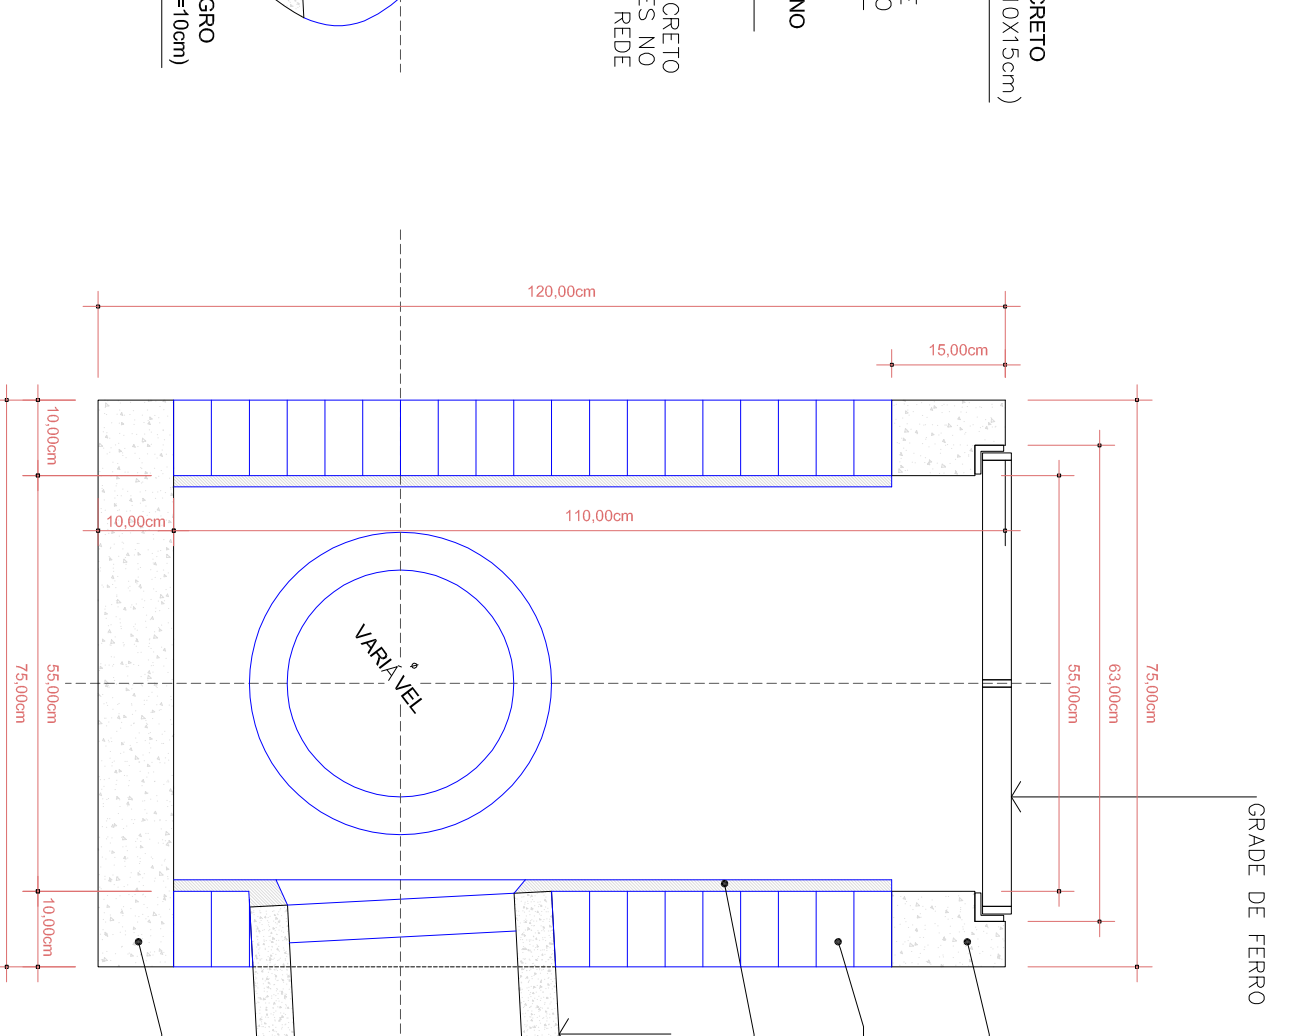 GRO
=10cm)
CRETO
ES NO
REDE
NO
E
O
CRETO
10X15cm)
120,00cm
15,00cm
10,00cm
55,00cm
75,00cm
10,00cm
10,00cm
110,00cm
VARIÁVEL
ø
55,00cm
63,00cm
75,00cm
GRADE DE FERRO